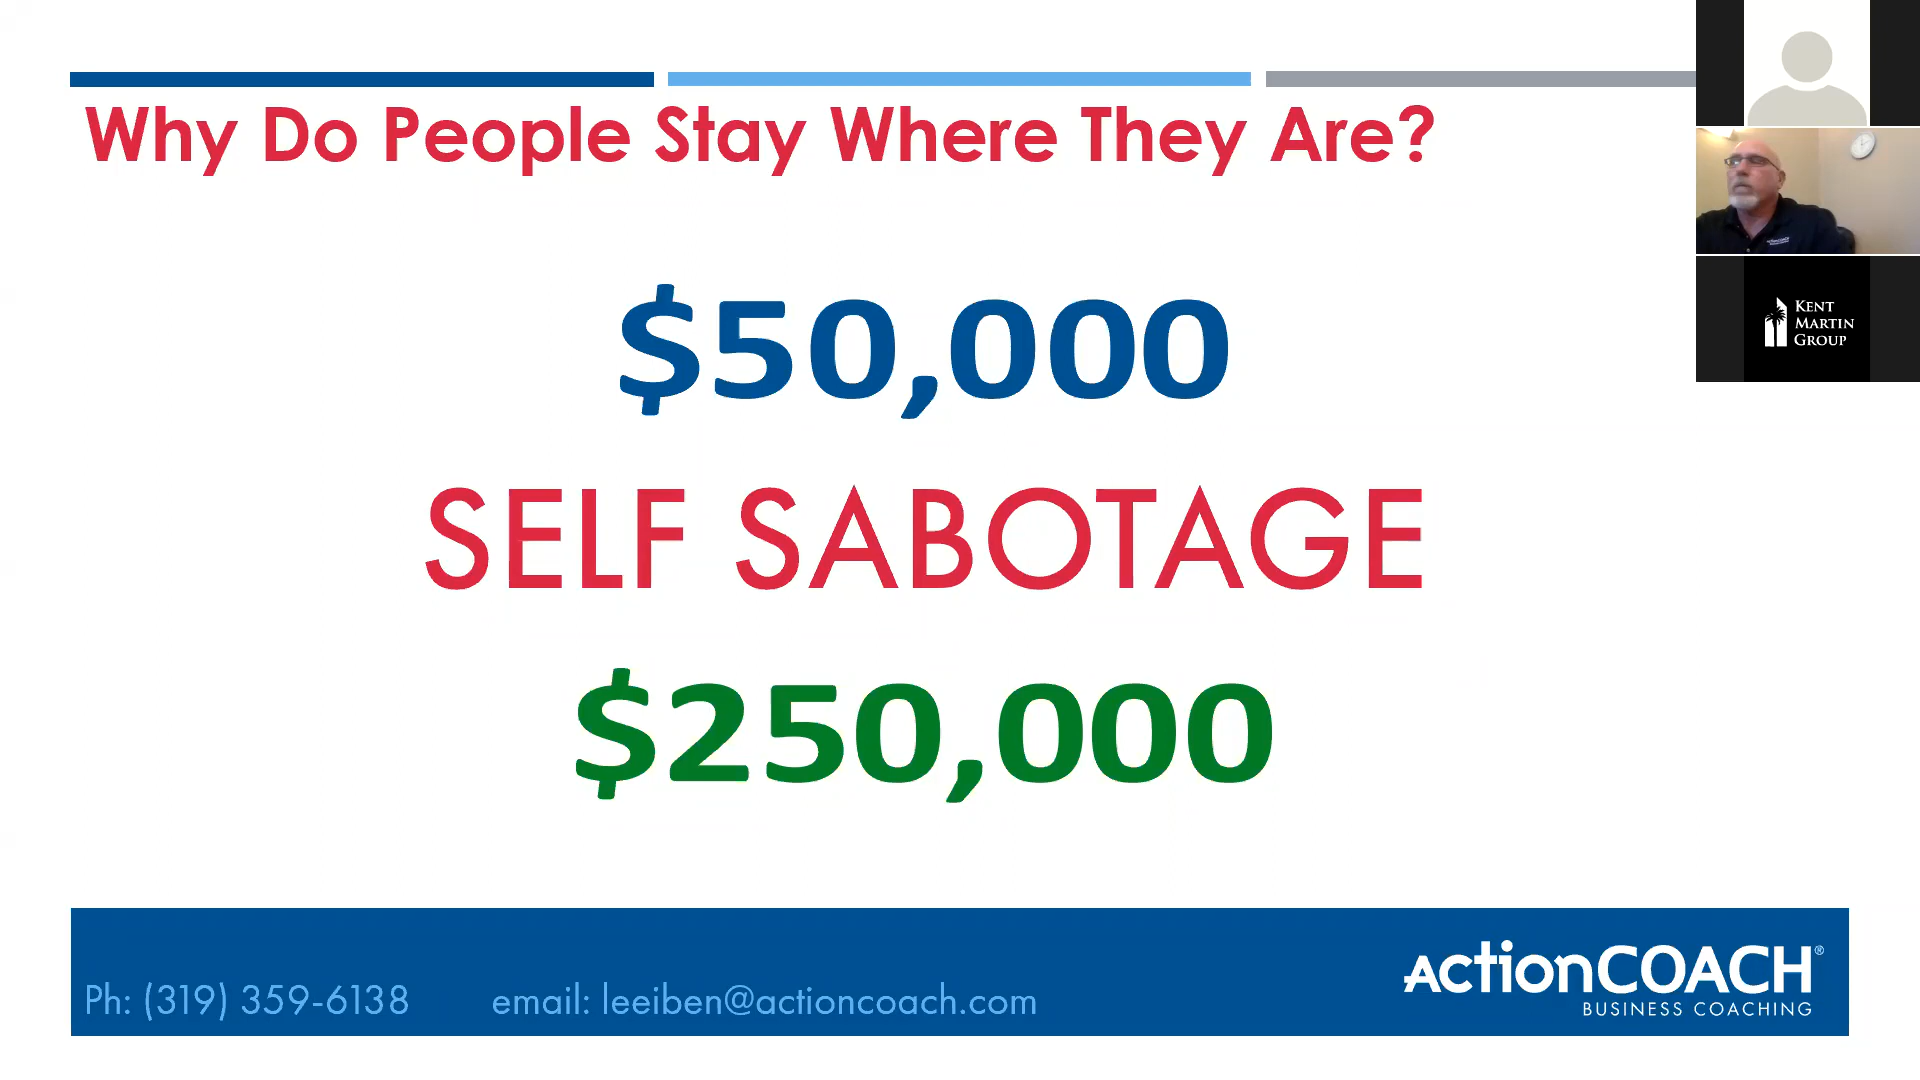 Why Do People Stay Where They Are?
$50,000
SELF SABOTAGE
$250,000
Ph: (319) 359-6138
email: leeiben@actioncoach.com
actionCOACH®
BUSINESS COACHING
KENT
MARTIN
GROUP